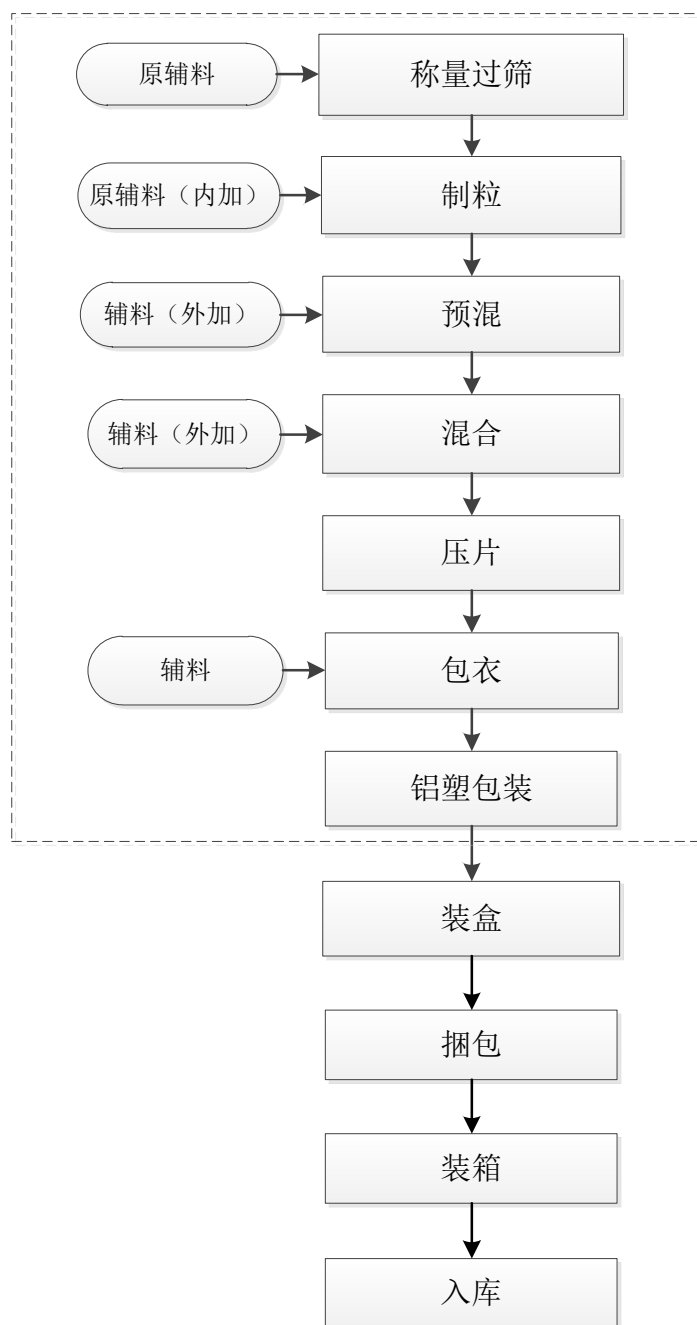 原辅料
称量过筛
原辅料（内加）
制粒
辅料（外加）
预混
辅料（外加）
混合
压片
辅料
包衣
铝塑包装
装盒
捆包
装箱
入库